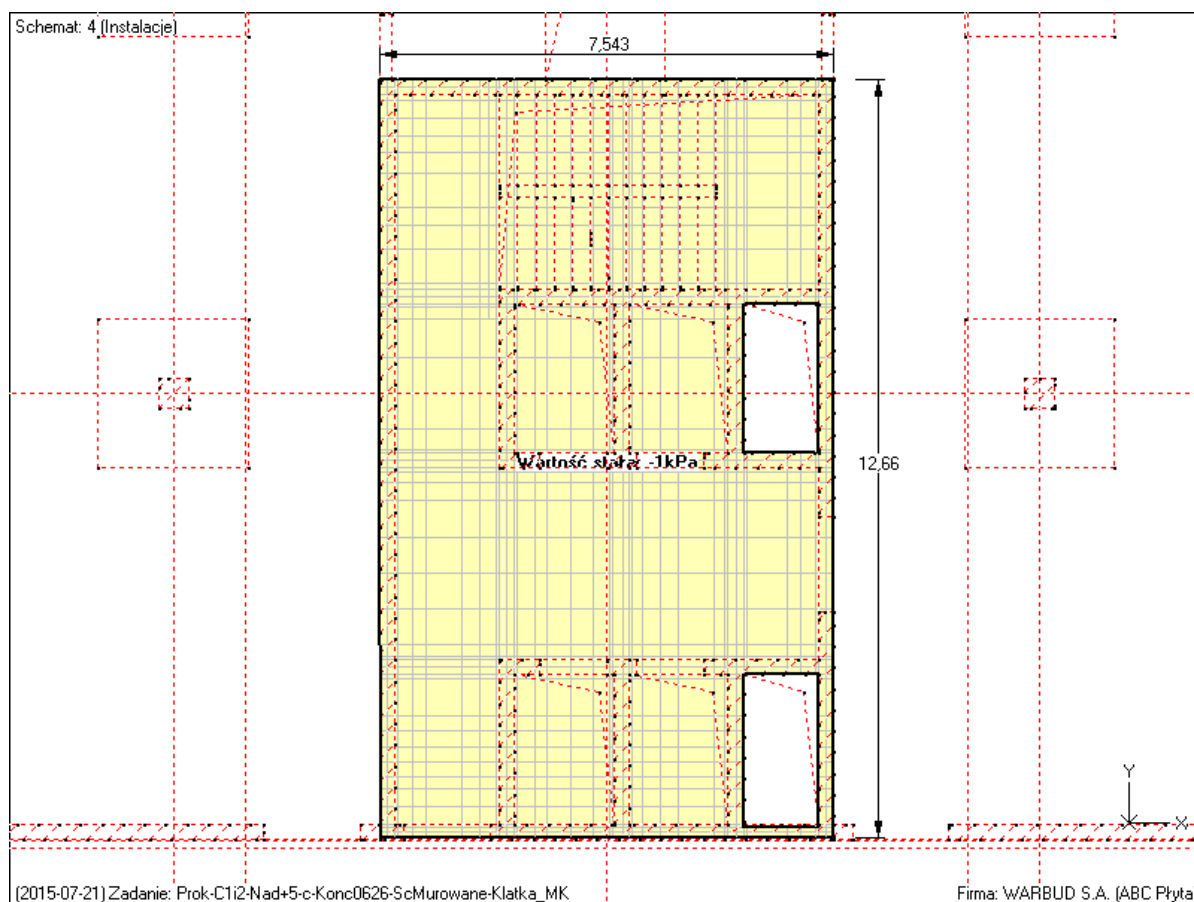 Schemat: 4 (Instalacje)
7,543
Wartość stała: -1kPa
12,66
Y
X
(2015-07-21) Zadanie: Prok-C1i2-Nad+5-c-Konc0626-ScMurowane-Klatka_MK
Firma: WARBUD S.A. (ABC Płyta